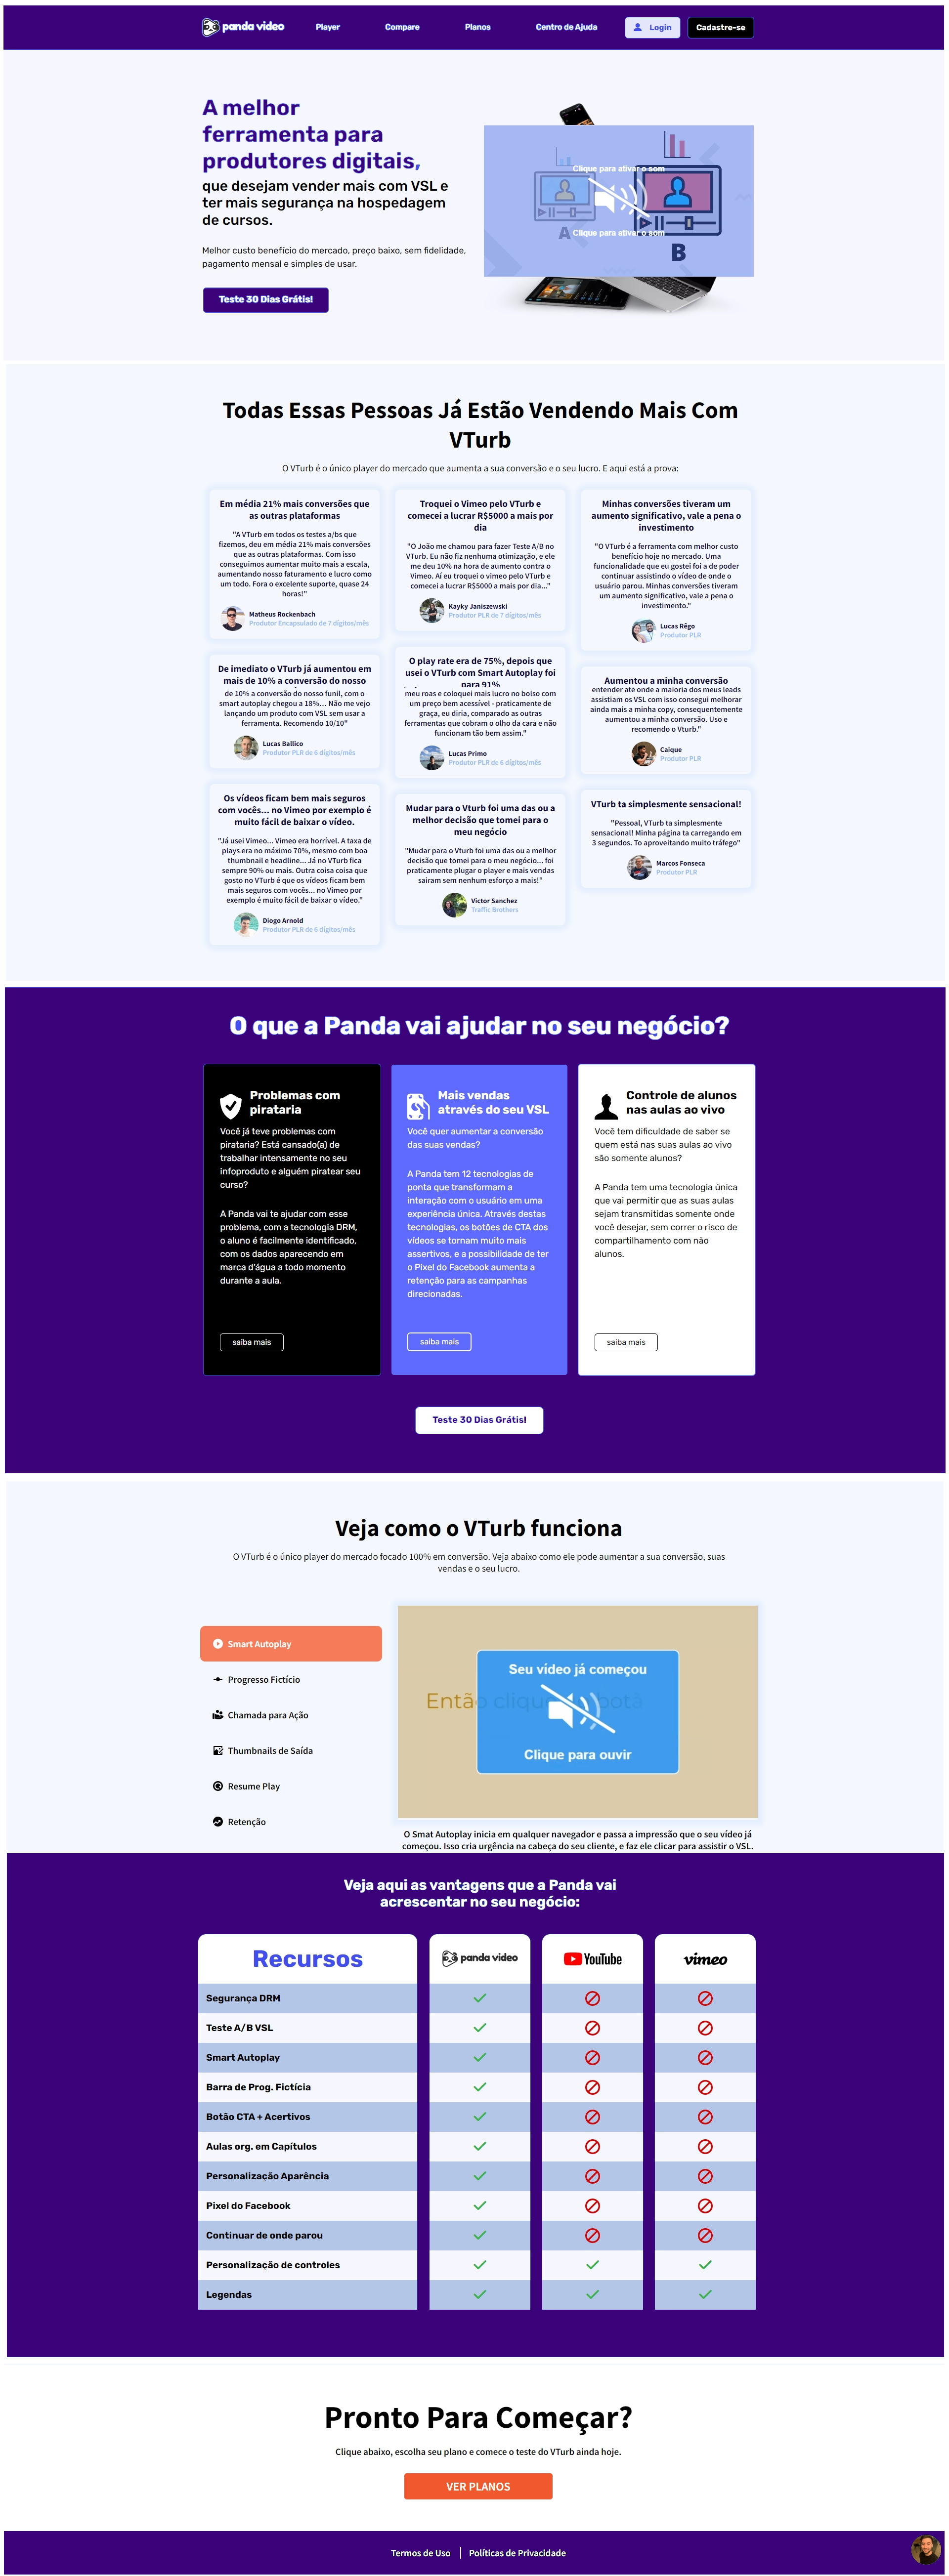 panda video
Player
Compare
Planos
Centro de Ajuda
Login
Cadastre-se
A melhor
ferramenta para
produtores digitais,
que desejam vender mais com VSL e
ter mais segurança na hospedagem
de cursos.
Melhor custo benefício do mercado, preço baixo, sem fidelidade,
pagamento mensal e simples de usar.
Teste 30 Dias Grátis!
Clique para ativar o som
Clique para ativar o som
A
B
Todas Essas Pessoas Já Estão Vendendo Mais Com
VTurb
O VTurb é o único player do mercado que aumenta a sua conversão e o seu lucro. E aqui está a prova:
Em média 21% mais conversões que
as outras plataformas
"A VTurb em todos os testes a/bs que
fizemos, deu em média 21% mais conversões
que as outras plataformas. Com isso
conseguimos aumentar muito mais a escala,
aumentando nosso faturamento e lucro como
um todo. Fora o excelente suporte, quase 24
horas!"
Matheus Rockenbach
Produtor Encapsulado de 7 dígitos/mês
Troquei o Vimeo pelo VTurb e
comecei a lucrar R$5000 a mais por
dia
"O João me chamou para fazer Teste A/B no
VTurb. Eu não fiz nenhuma otimização, e ele
me deu 10% na hora de aumento contra o
Vimeo. Aí eu troquei o vimeo pelo VTurb e
comecei a lucrar R$5000 a mais por dia..."
Kayky Janiszewski
Produtor PLR de 7 dígitos/mês
Minhas conversões tiveram um
aumento significativo, vale a pena o
investimento
"O VTurb é a ferramenta com melhor custo
benefício hoje no mercado. Uma
funcionalidade que eu gostei foi a de poder
continuar assistindo o vídeo de onde o
usuário parou. Minhas conversões tiveram
um aumento significativo, vale a pena o
investimento."
Lucas Rêgo
Produtor PLR
De imediato o VTurb já aumentou em
mais de 10% a conversão do nosso
de 10% a conversão do nosso funil, com o
smart autoplay chegou a 18%... Não me vejo
lançando um produto com VSL sem usar a
ferramenta. Recomendo 10/10"
Lucas Ballico
Produtor PLR de 6 dígitos/mês
O play rate era de 75%, depois que
usei o VTurb com Smart Autoplay foi
para 91%
meu roas e coloquei mais lucro no bolso com
um preço bem acessível - praticamente de
graça, eu diria, comparado as outras
ferramentas que cobram o olho da cara e não
funcionam tão bem assim."
Lucas Primo
Produtor PLR de 6 dígitos/mês
Aumentou a minha conversão
entender ate onde a maioria dos meus leads
assistiam os VSL com isso consegui melhorar
ainda mais a minha copy, consequentemente
aumentou a minha conversão. Uso e
recomendo o Vturb."
Caique
Produtor PLR
Os vídeos ficam bem mais seguros
com vocês... no Vimeo por exemplo é
muito fácil de baixar o vídeo.
"Já usei Vimeo... Vimeo era horrível. A taxa de
plays era no máximo 70%, mesmo com boa
thumbnail e headline... Já no VTurb fica
sempre 90% ou mais. Outra coisa coisa que
gosto no VTurb é que os vídeos ficam bem
mais seguros com vocês... no Vimeo por
exemplo é muito fácil de baixar o vídeo."
Diogo Arnold
Produtor PLR de 6 dígitos/mês
Mudar para o Vturb foi uma das ou a
melhor decisão que tomei para o
meu negócio
"Mudar para o Vturb foi uma das ou a melhor
decisão que tomei para o meu negócio... foi
praticamente plugar o player e mais vendas
sairam sem nenhum esforço a mais!"
Victor Sanchez
Traffic Brothers
VTurb ta simplesmente sensacional!
"Pessoal, VTurb ta simplesmente
sensacional! Minha página ta carregando em
3 segundos. To aproveitando muito tráfego"
Marcos Fonseca
Produtor PLR
O que a Panda vai ajudar no seu negócio?
Problemas com
pirataria
Você já teve problemas com
pirataria? Está cansado(a) de
trabalhar intensamente no seu
infoproduto e alguém piratear seu
curso?
A Panda vai te ajudar com esse
problema, com a tecnologia DRM,
o aluno é facilmente identificado,
com os dados aparecendo em
marca d'água a todo momento
durante a aula.
saiba mais
Mais vendas
através do seu VSL
Você quer aumentar a conversão
das suas vendas?
A Panda tem 12 tecnologias de
ponta que transformam a
interação com o usuário em uma
experiência única. Através destas
tecnologias, os botões de CTA dos
vídeos se tornam muito mais
assertivos, e a possibilidade de ter
o Pixel do Facebook aumenta a
retenção para as campanhas
direcionadas.
saiba mais
Controle de alunos
nas aulas ao vivo
Você tem dificuldade de saber se
quem está nas suas aulas ao vivo
são somente alunos?
A Panda tem uma tecnologia única
que vai permitir que as suas aulas
sejam transmitidas somente onde
você desejar, sem correr o risco de
compartilhamento com não
alunos.
saiba mais
Teste 30 Dias Grátis!
Veja como o VTurb funciona
O VTurb é o único player do mercado focado 100% em conversão. Veja abaixo como ele pode aumentar a sua conversão, suas
vendas e o seu lucro.
Smart Autoplay
Progresso Fictício
Chamada para Ação
Thumbnails de Saída
Resume Play
Retenção
Seu vídeo já começou
Então clique botã
Clique para ouvir
O Smat Autoplay inicia em qualquer navegador e passa a impressão que o seu vídeo já
começou. Isso cria urgência na cabeça do seu cliente, e faz ele clicar para assistir o VSL.
Veja aqui as vantagens que a Panda vai
acrescentar no seu negócio:
Recursos
panda video
YouTube
vimeo
Segurança DRM
Teste A/B VSL
Smart Autoplay
Barra de Prog. Fictícia
Botão CTA + Acertivos
Aulas org. em Capítulos
Personalização Aparência
Pixel do Facebook
Continuar de onde parou
Personalização de controles
Legendas
Pronto Para Começar?
Clique abaixo, escolha seu plano e comece o teste do VTurb ainda hoje.
VER PLANOS
Termos de Uso
Políticas de Privacidade